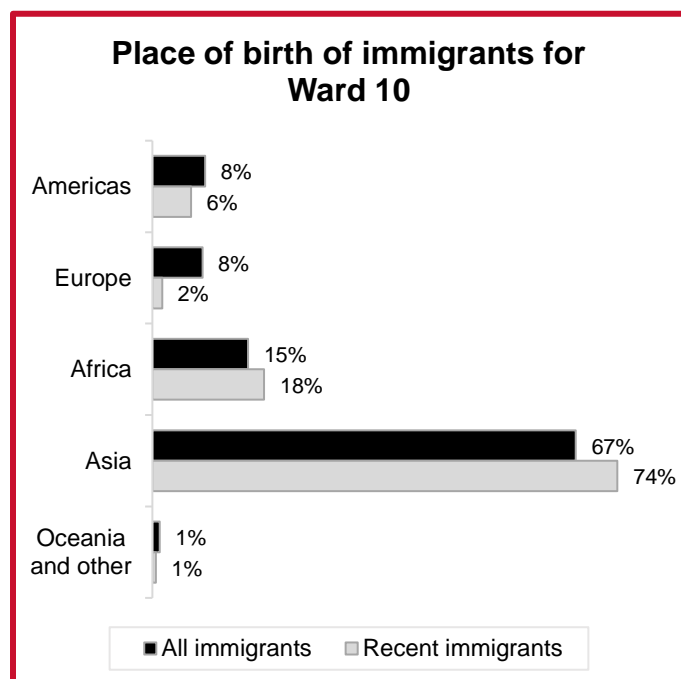 Place of birth of immigrants for
Ward 10
Americas
8%
6%
Europe
8%
2%
Africa
15%
18%
Asia
67%
74%
Oceania
and other
1%
1%
All immigrants
Recent immigrants